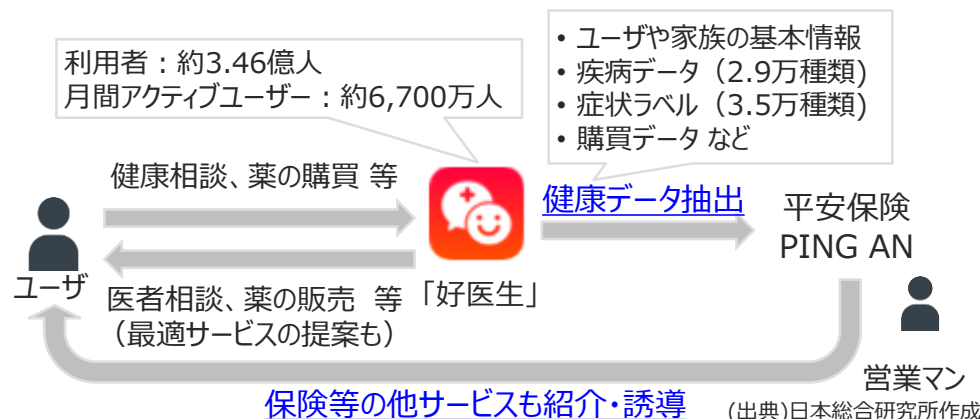 利用者：約3.46億人
月間アクティブユーザー：約6,700万人
• ユーザや家族の基本情報
• 疾病データ（2.9万種類)
• 症状ラベル（3.5万種類)
• 購買データ など
健康相談、薬の購買 等
健康データ抽出
平安保険
PING AN
ユーザ
医者相談、薬の販売 等
（最適サービスの提案も）
「好医生」
営業マン
保険等の他サービスも紹介・誘導
(出典)日本総合研究所作成